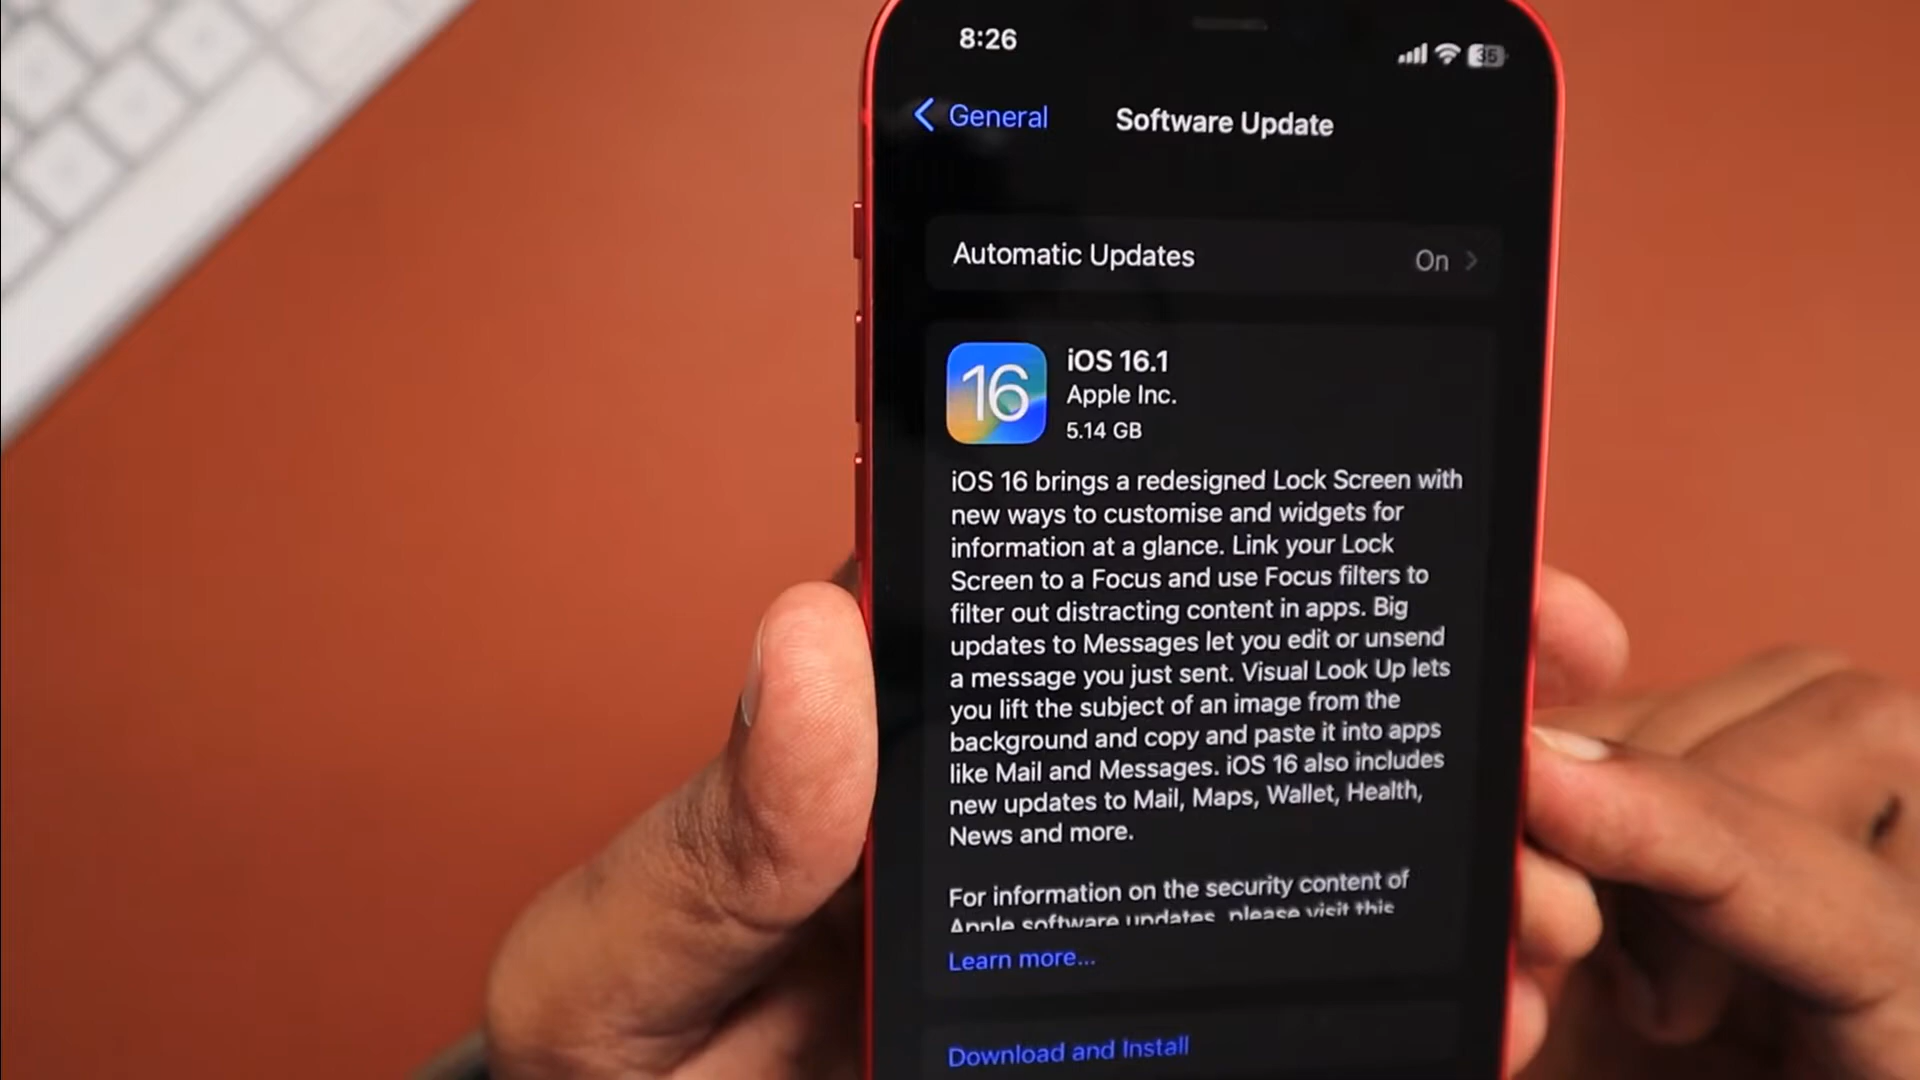 8:26
35
General
Software Update
Automatic Updates
On
16
iOS 16.1
Apple Inc.
5.14 GB
iOS 16 brings a redesigned Lock Screen with
new ways to customise and widgets for
information at a glance. Link your Lock
Screen to a Focus and use Focus filters to
filter out distracting content in apps. Big
updates to Messages let you edit or unsend
a message you just sent. Visual Look Up lets
you lift the subject of an image from the
background and copy and paste it into apps
like Mail and Messages. iOS 16 also includes
new updates to Mail, Maps, Wallet, Health,
News and more.
For information on the security content of
Apple software updates, please visit this
Learn more...
Download and Install